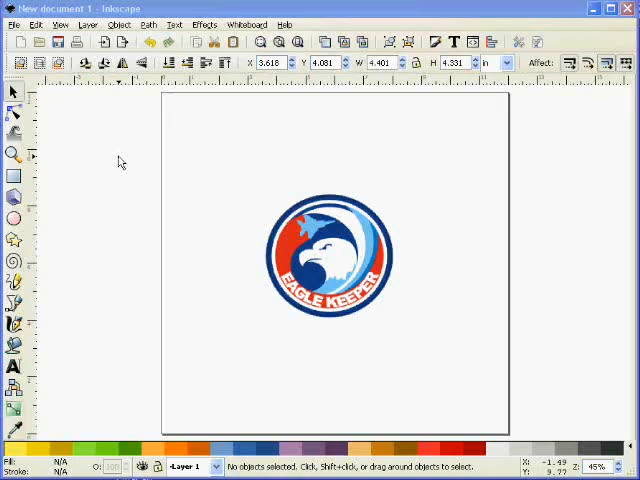 New document 1 - Inkscape
File Edit View Layer Object Path Text Effects Whiteboard Help
X 3.618 Y 4.081 W 4.401 H 4.331 in Affect:
EAGLE KEEPER
Fill: N/A O: 100 Layer 1 No objects selected. Click, Shift+click, or drag around objects to select. X: -1.49 Z: 45%
Stroke: N/A Y: 9.77